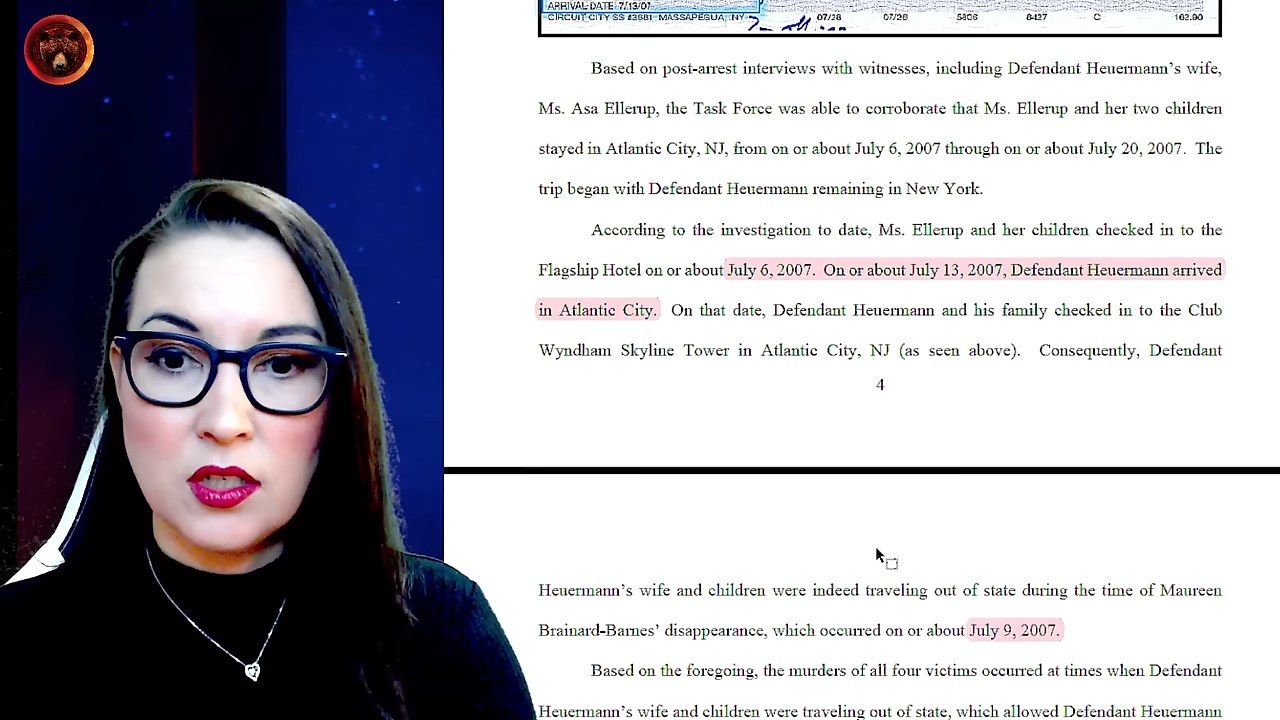 ARRIVAL DATE 7/13/07
CIRCUIT CITY SS #3681 MASSAPEGUA, NY 07/28 07/28 5806 8427 C 162.90
Based on post-arrest interviews with witnesses, including Defendant Heuermann’s wife,
Ms. Asa Ellerup, the Task Force was able to corroborate that Ms. Ellerup and her two children
stayed in Atlantic City, NJ, from on or about July 6, 2007 through on or about July 20, 2007. The
trip began with Defendant Heuermann remaining in New York.
According to the investigation to date, Ms. Ellerup and her children checked in to the
Flagship Hotel on or about July 6, 2007. On or about July 13, 2007, Defendant Heuermann arrived
in Atlantic City. On that date, Defendant Heuermann and his family checked in to the Club
Wyndham Skyline Tower in Atlantic City, NJ (as seen above). Consequently, Defendant
4
Heuermann’s wife and children were indeed traveling out of state during the time of Maureen
Brainard-Barnes’ disappearance, which occurred on or about July 9, 2007.
Based on the foregoing, the murders of all four victims occurred at times when Defendant
Heuermann’s wife and children were traveling out of state, which allowed Defendant Heuermann